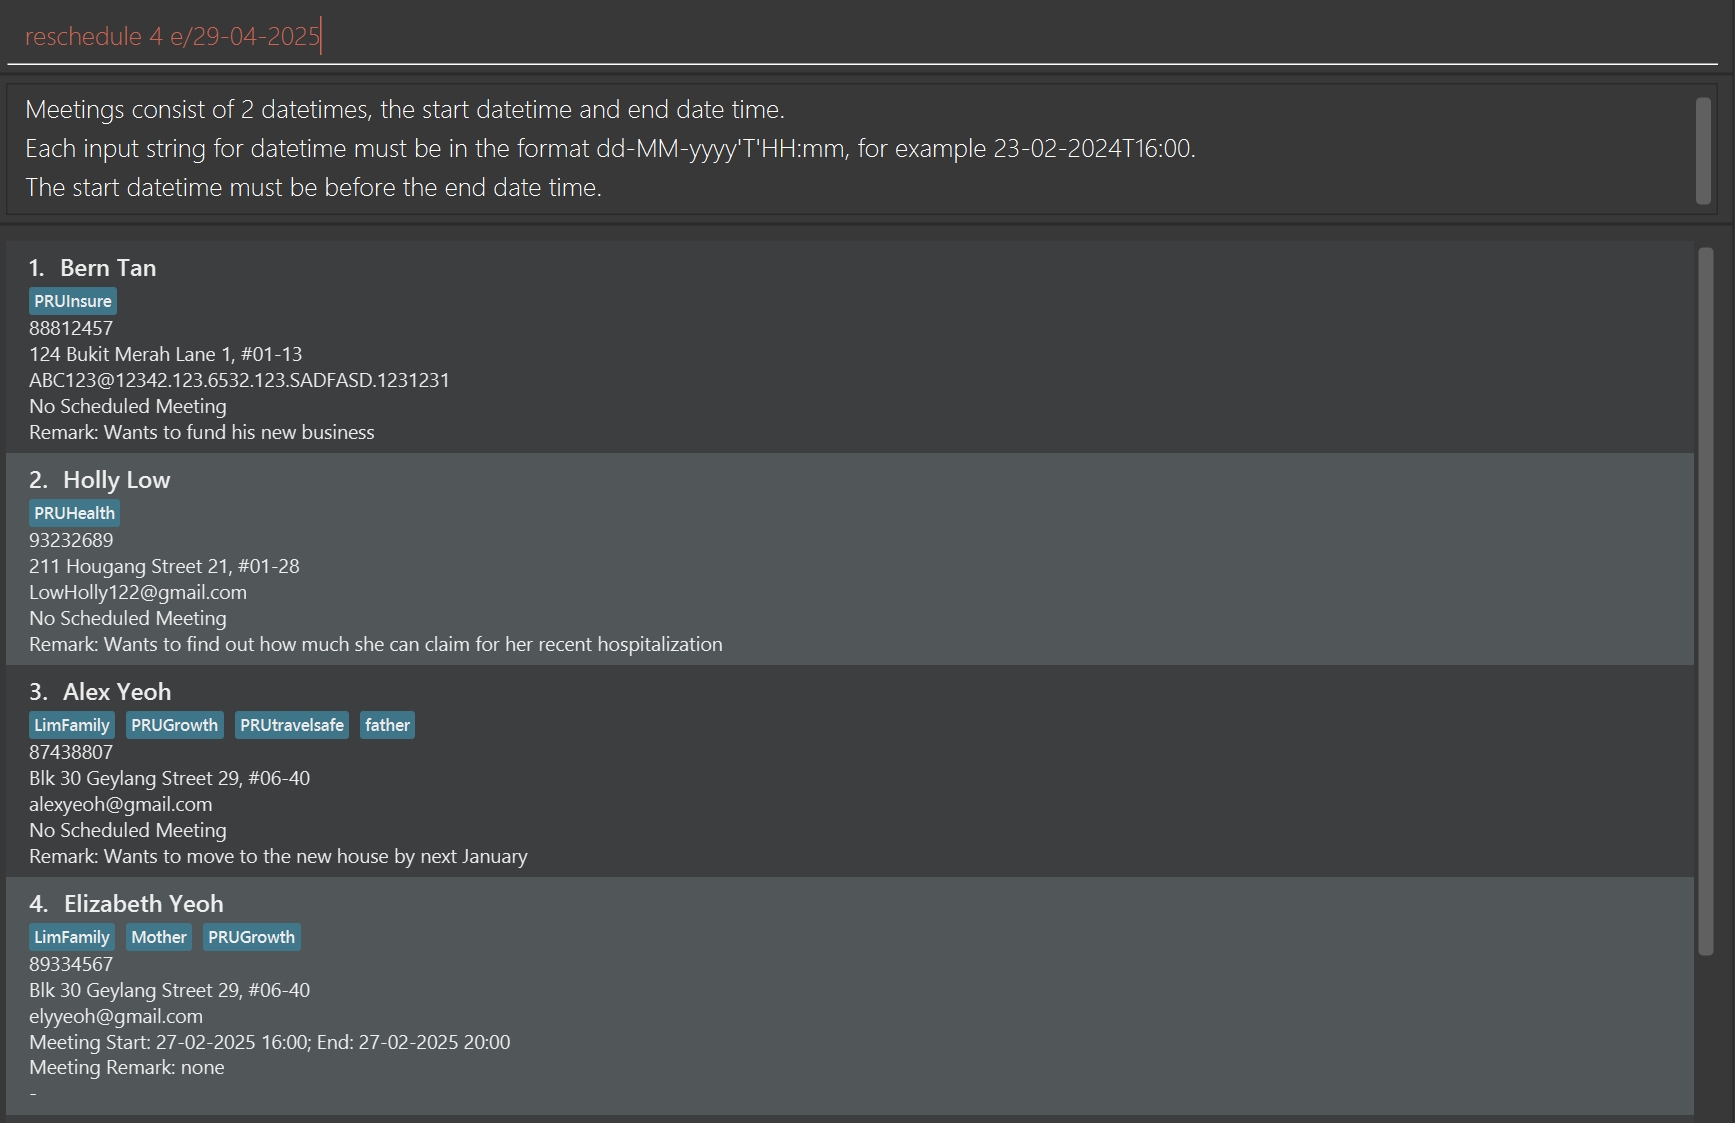 reschedule 4 e/29-04-2025
Meetings consist of 2 datetimes, the start datetime and end date time.
Each input string for datetime must be in the format dd-MM-yyyy'T'HH:mm, for example 23-02-2024T16:00.
The start datetime must be before the end date time.
1. Bern Tan
PRUInsure
88812457
124 Bukit Merah Lane 1, #01-13
ABC123@12342.123.6532.123.SADFASD.1231231
No Scheduled Meeting
Remark: Wants to fund his new business
2. Holly Low
PRUHealth
93232689
211 Hougang Street 21, #01-28
LowHolly122@gmail.com
No Scheduled Meeting
Remark: Wants to find out how much she can claim for her recent hospitalization
3. Alex Yeoh
LimFamily PRUGrowth PRUtravelsafe father
87438807
Blk 30 Geylang Street 29, #06-40
alexyeoh@gmail.com
No Scheduled Meeting
Remark: Wants to move to the new house by next January
4. Elizabeth Yeoh
LimFamily Mother PRUGrowth
89334567
Blk 30 Geylang Street 29, #06-40
elyyeoh@gmail.com
Meeting Start: 27-02-2025 16:00; End: 27-02-2025 20:00
Meeting Remark: none
-